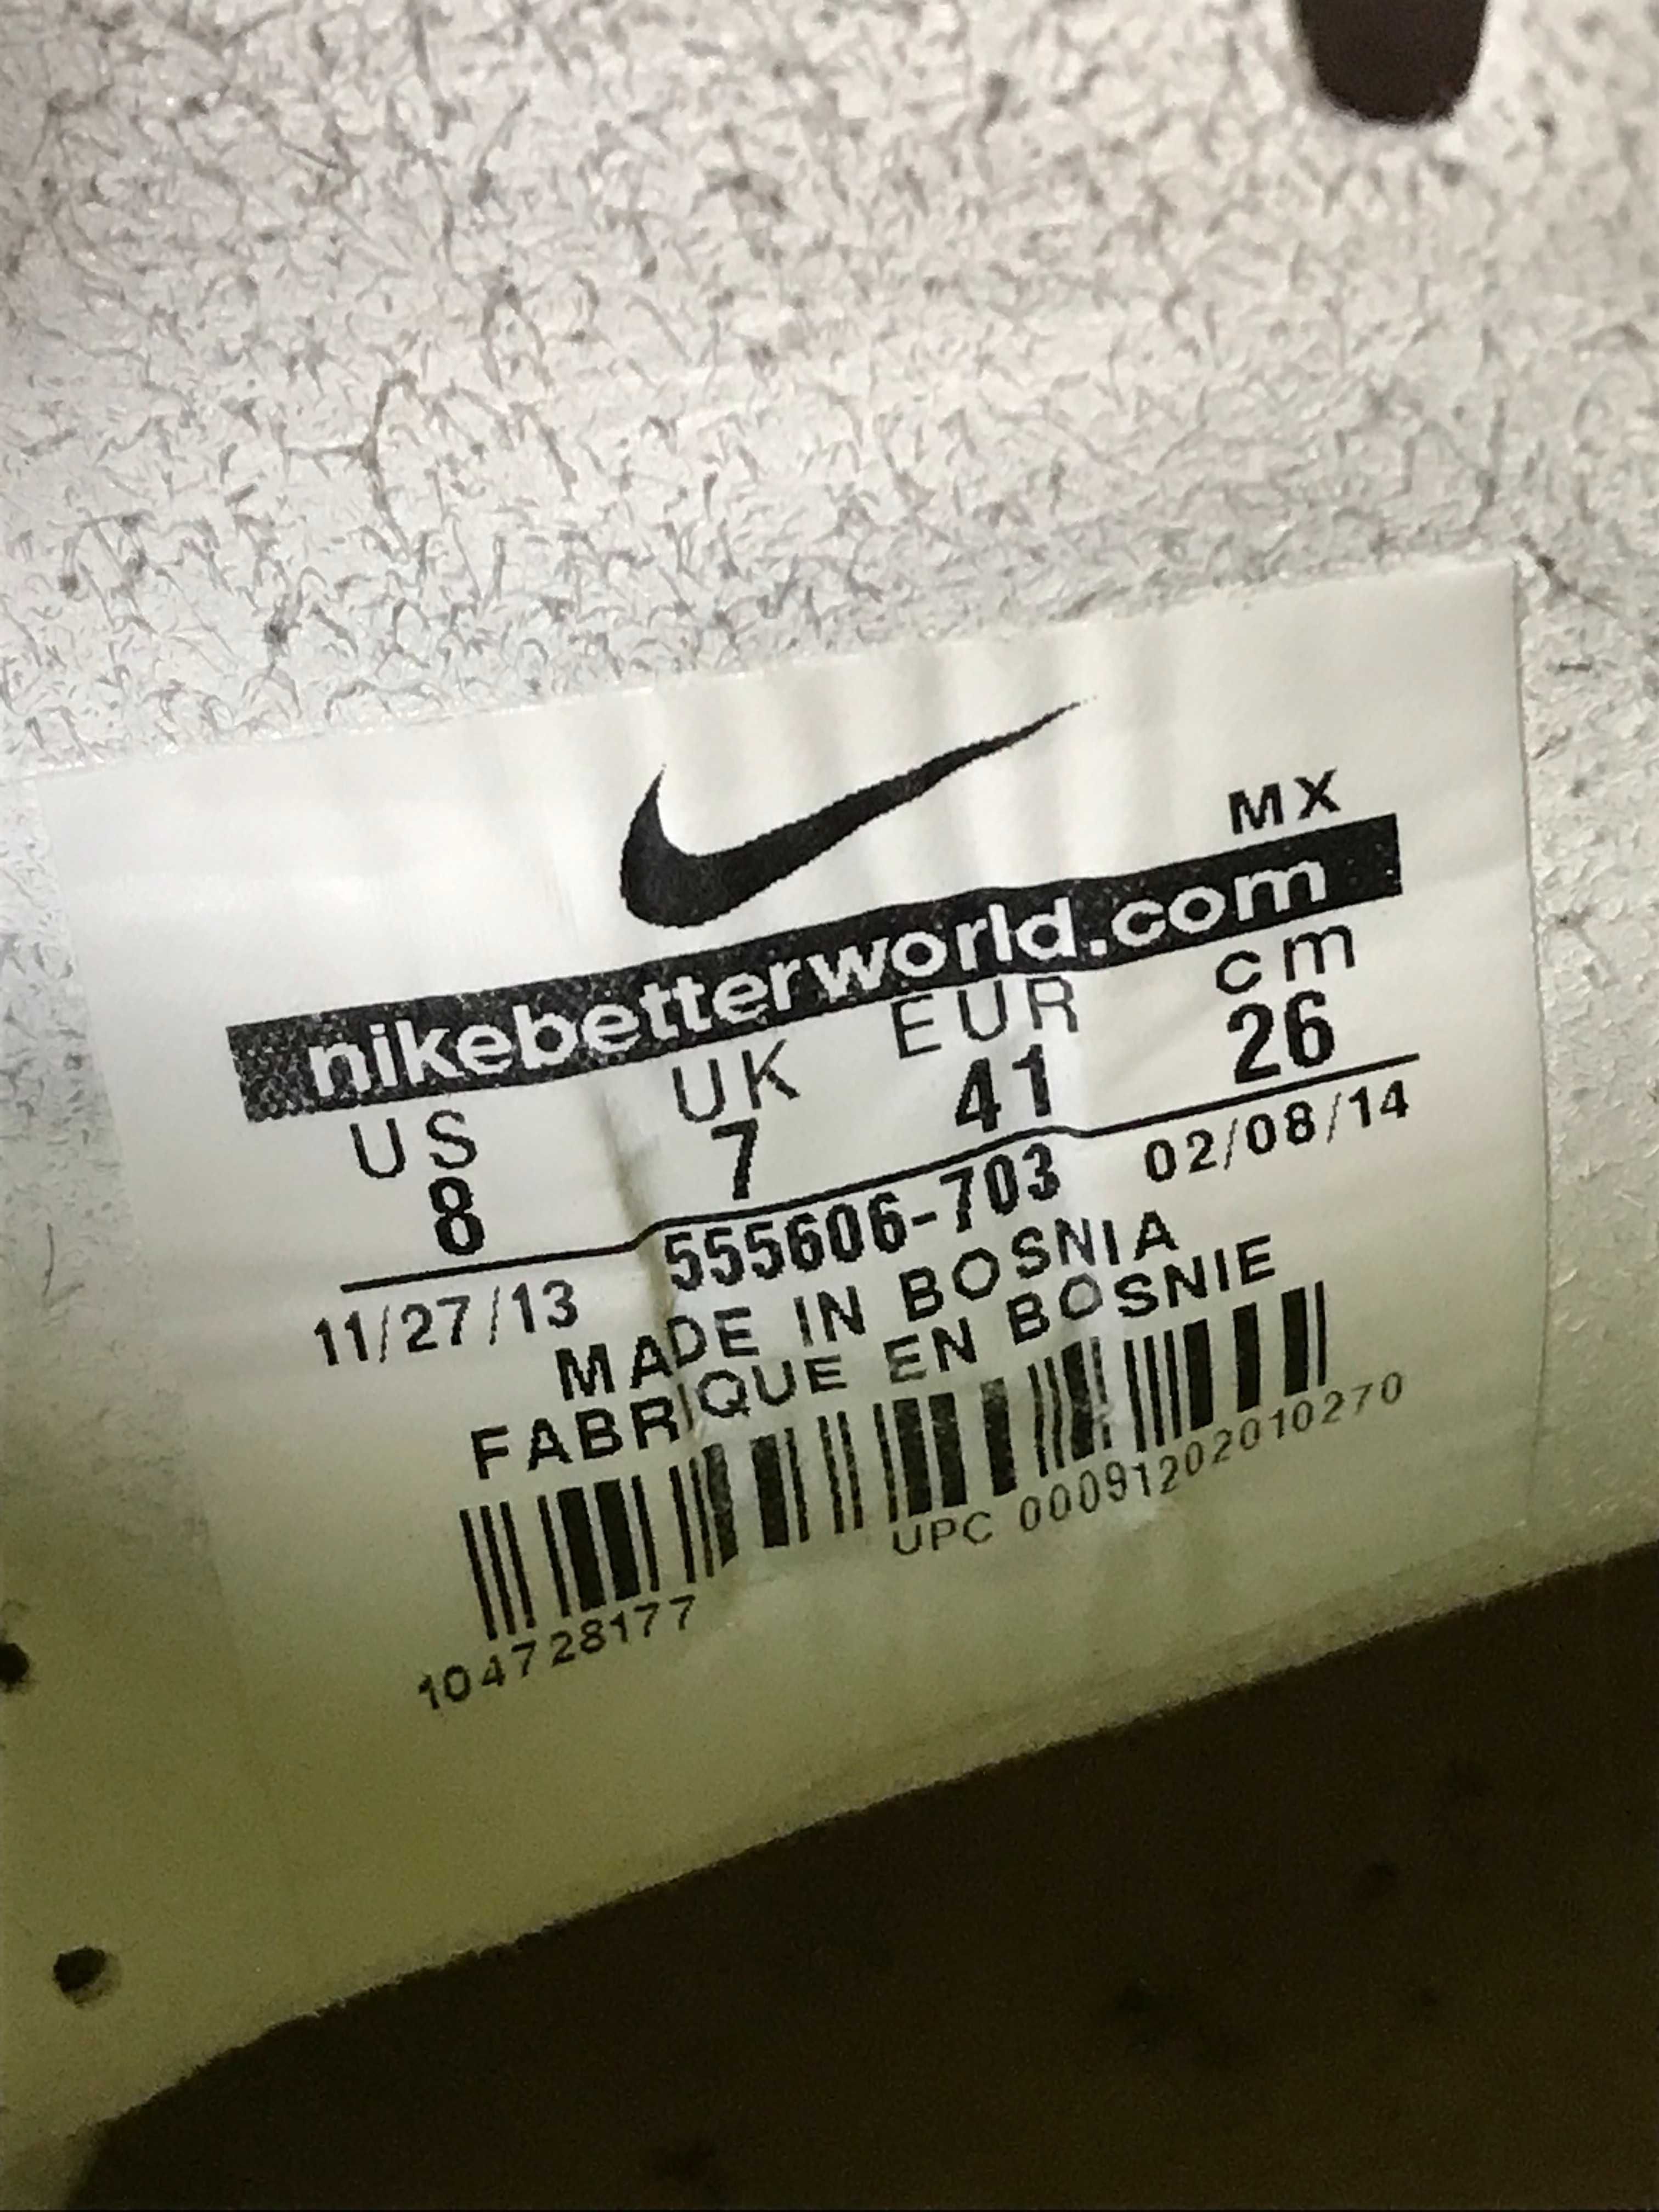 MX
nikebetterworld.com
US UK EUR cm
8 7 41 26
11/27/13 555606-703 02/08/14
MADE IN BOSNIA
FABRIQUE EN BOSNIE
UPC 00091202010270
104728177